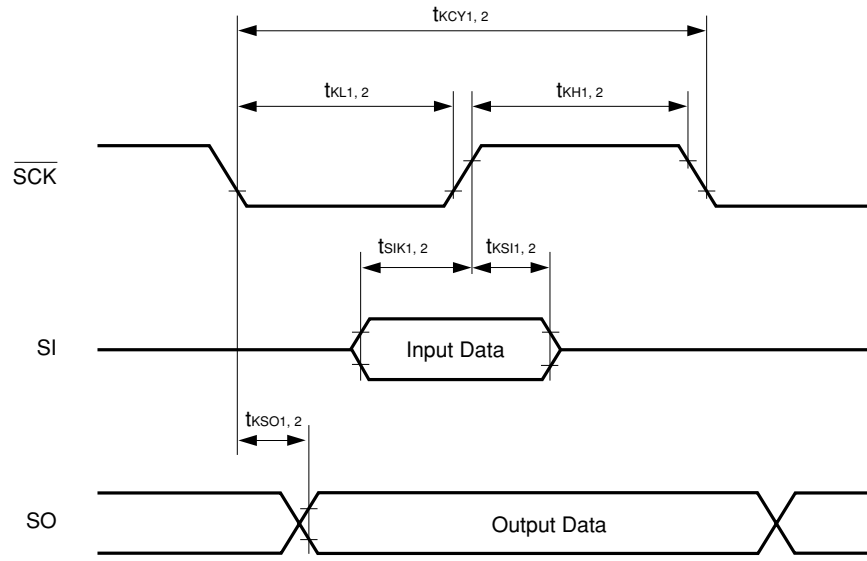 tKCY1, 2
tKL1, 2
tKH1, 2
SCK
tSIK1, 2
tKSI1, 2
SI
Input Data
tKSO1, 2
SO
Output Data